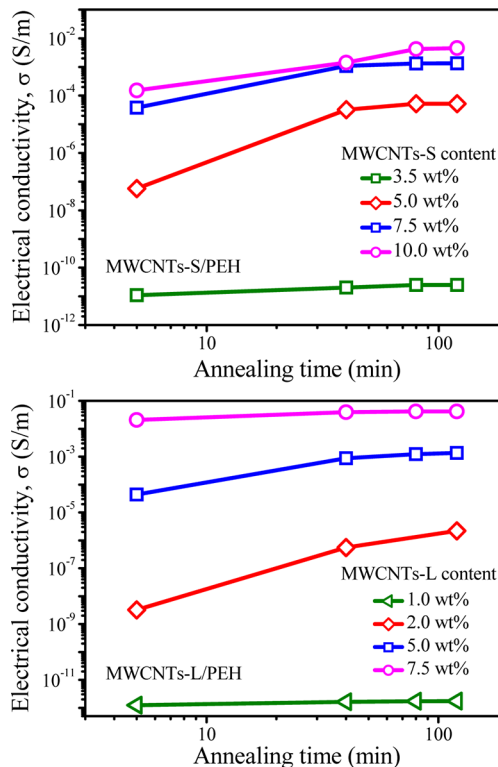 Electrical conductivity, σ (S/m)
10⁻²
10⁻⁴
10⁻⁶
10⁻⁸
10⁻¹⁰
10⁻¹²
MWCNTs-S content
3.5 wt%
5.0 wt%
7.5 wt%
10.0 wt%
MWCNTs-S/PEH
10
100
Annealing time (min)
Electrical conductivity, σ (S/m)
10⁻¹
10⁻³
10⁻⁵
10⁻⁷
10⁻⁹
10⁻¹¹
MWCNTs-L content
1.0 wt%
2.0 wt%
5.0 wt%
7.5 wt%
MWCNTs-L/PEH
10
100
Annealing time (min)